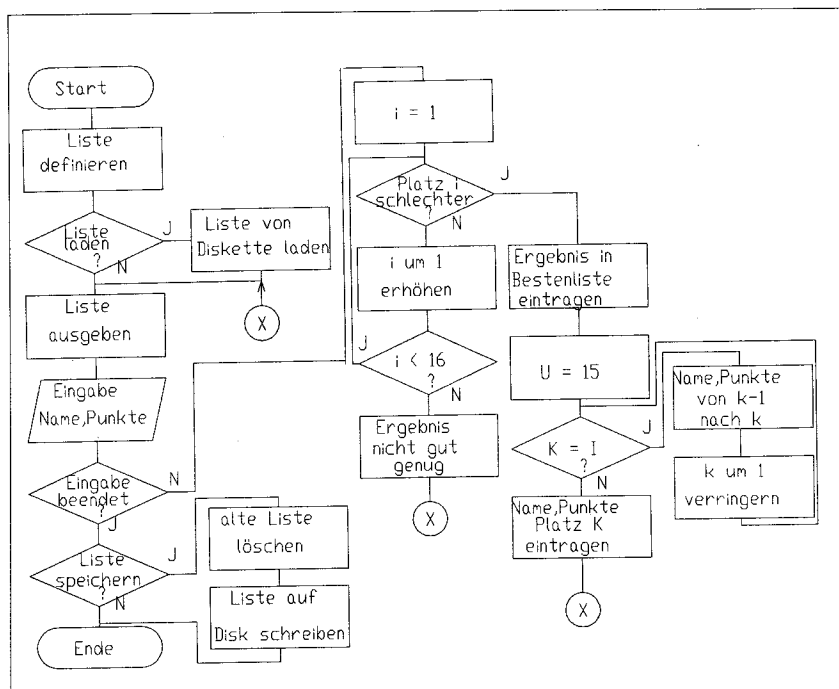 Start
Liste
definieren
Liste
laden
?
J
N
Liste von
Diskette laden
X
Liste
ausgeben
Eingabe
Name,Punkte
Eingabe
beendet
?
N
J
Liste
speichern
?
J
N
Ende
alte Liste
löschen
Liste auf
Disk schreiben
i = 1
Platz i
schlechter
?
J
N
i um 1
erhöhen
J
i < 16
?
N
Ergebnis
nicht gut
genug
X
Ergebnis in
Bestenliste
eintragen
U = 15
K = I
?
J
N
Name,Punkte
Platz K
eintragen
X
Name,Punkte
von k-1
nach k
k um 1
verringern